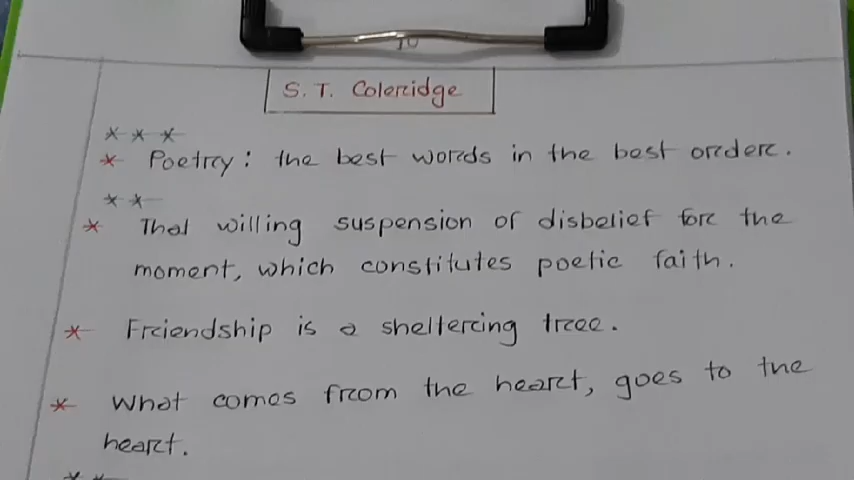 S. T. Coleridge
* * *
* Poetry: the best words in the best order.
* *
* That willing suspension of disbelief for the
moment, which constitutes poetic faith.
* Friendship is a sheltering tree.
* What comes from the heart, goes to the
heart.
* *